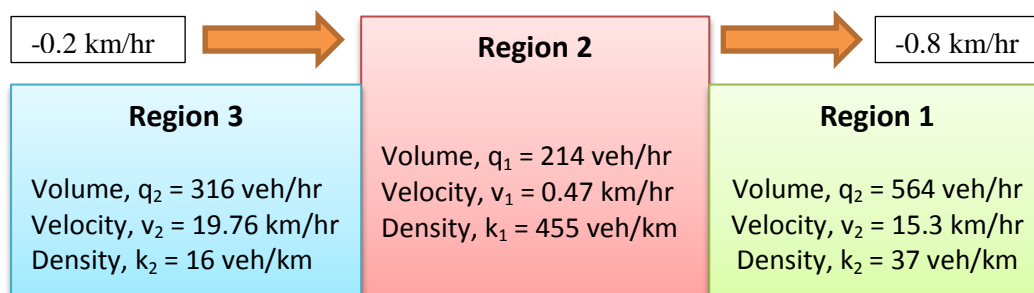 -0.2 km/hr
Region 2
-0.8 km/hr
Region 3
Volume, q₂ = 316 veh/hr
Velocity, v₂ = 19.76 km/hr
Density, k₂ = 16 veh/km
Volume, q₁ = 214 veh/hr
Velocity, v₁ = 0.47 km/hr
Density, k₁ = 455 veh/km
Region 1
Volume, q₂ = 564 veh/hr
Velocity, v₂ = 15.3 km/hr
Density, k₂ = 37 veh/km